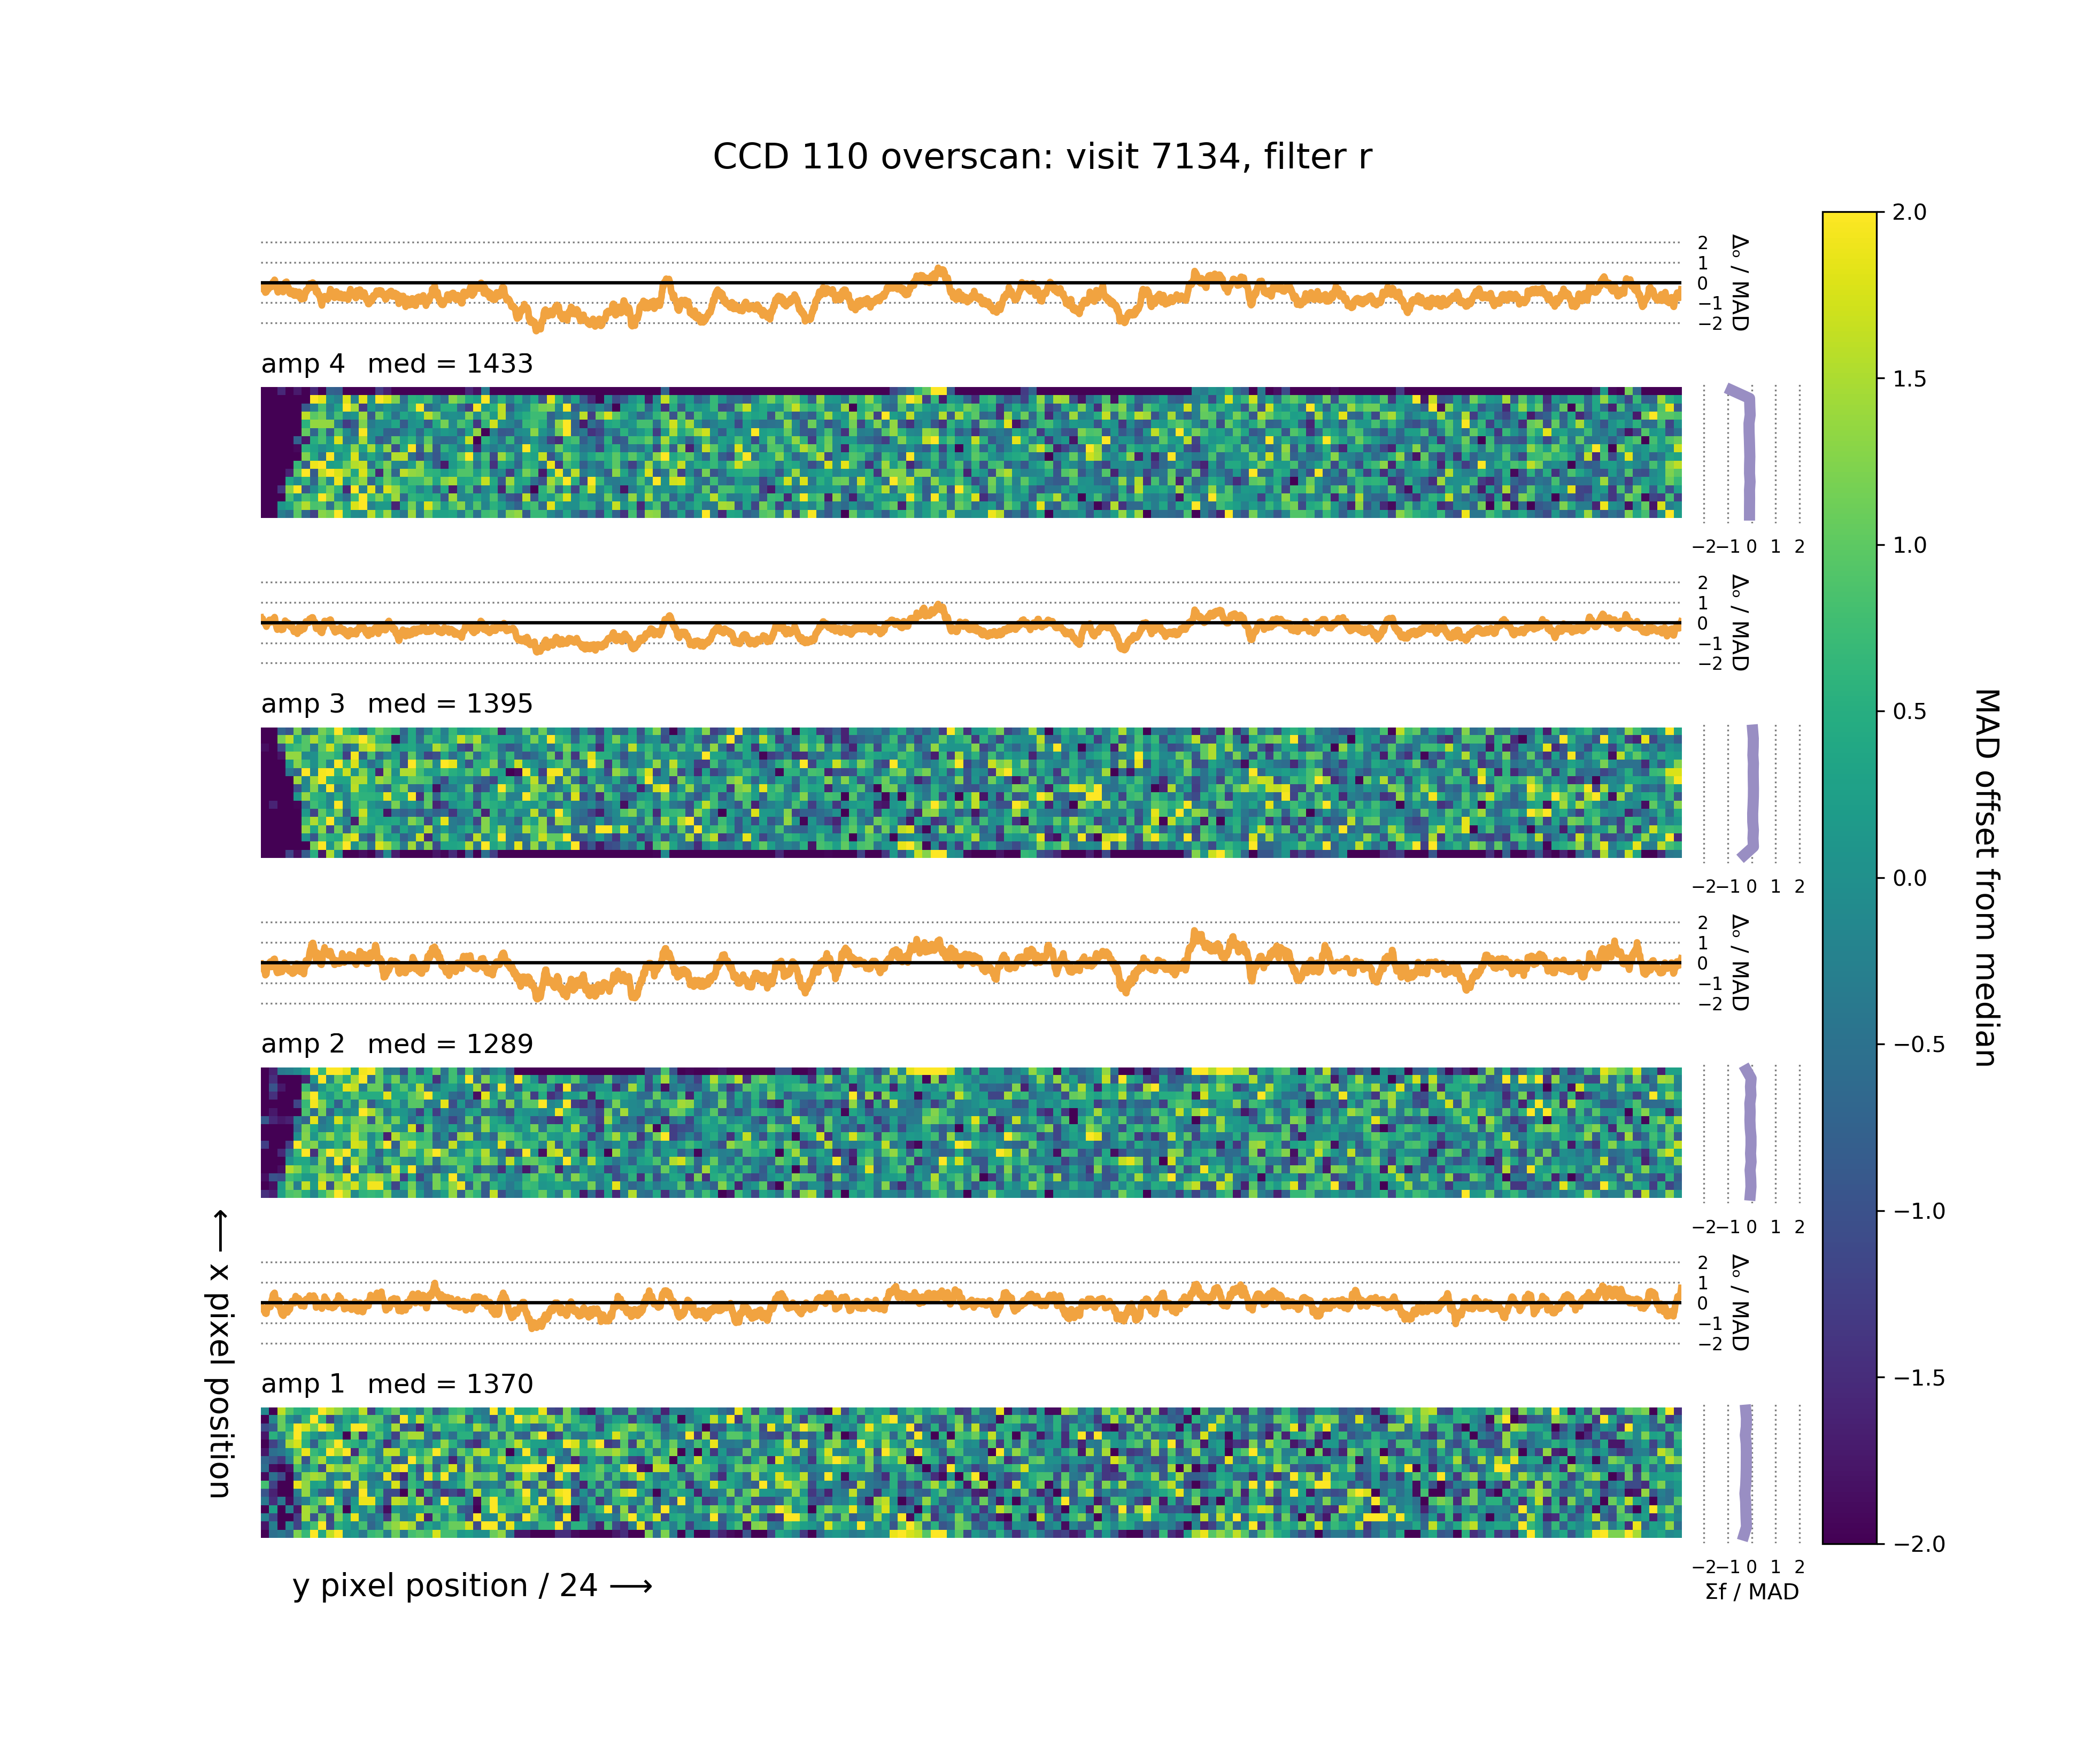 CCD 110 overscan: visit 7134, filter r
2
1
0
−1
−2
Δₒ / MAD
amp 4 med = 1433
−2 −1 0 1 2
2
1
0
−1
−2
Δₒ / MAD
amp 3 med = 1395
−2 −1 0 1 2
2
1
0
−1
−2
Δₒ / MAD
amp 2 med = 1289
−2 −1 0 1 2
2
1
0
−1
−2
Δₒ / MAD
amp 1 med = 1370
−2 −1 0 1 2
Σf / MAD
y pixel position / 24 ⟶
⟵ x pixel position
2.0
1.5
1.0
0.5
0.0
−0.5
−1.0
−1.5
−2.0
MAD offset from median